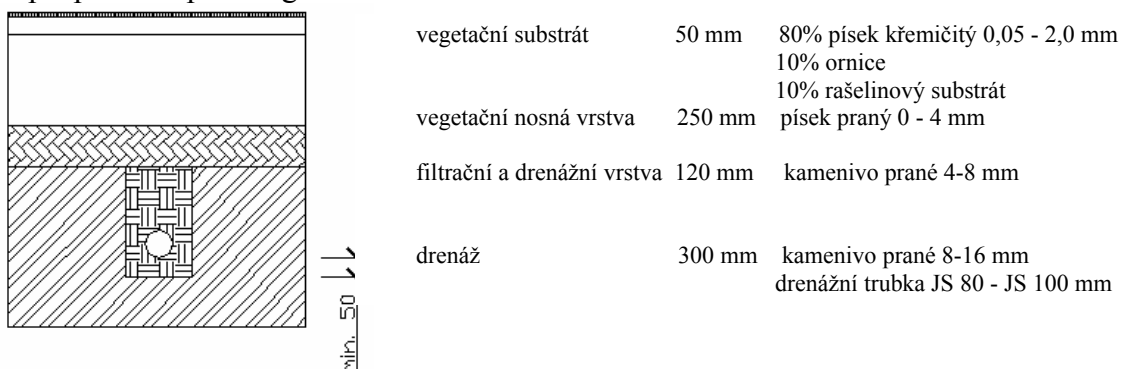 vegetační substrát 50 mm 80% písek křemičitý 0,05 - 2,0 mm
10% ornice
10% rašelinový substrát
vegetační nosná vrstva 250 mm písek praný 0 - 4 mm
filtrační a drenážní vrstva 120 mm kamenivo prané 4-8 mm
drenáž 300 mm kamenivo prané 8-16 mm
drenážní trubka JS 80 - JS 100 mm
min. 50